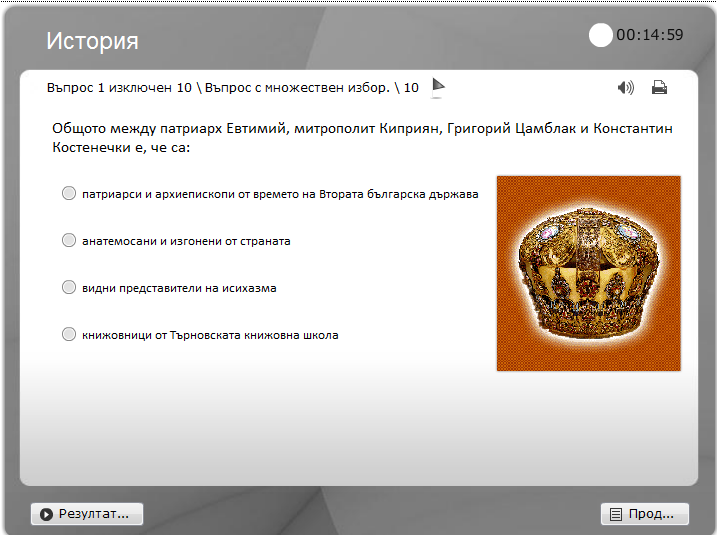 История
00:14:59
Въпрос 1 изключен 10 \ Въпрос с множествен избор. \ 10
Общото между патриарх Евтимий, митрополит Киприян, Григорий Цамблак и Константин
Костенечки е, че са:
патриарси и архиепископи от времето на Втората българска държава
анатемосани и изгонени от страната
видни представители на исихазма
книжовници от Търновската книжовна школа
Резултат...
Прод...